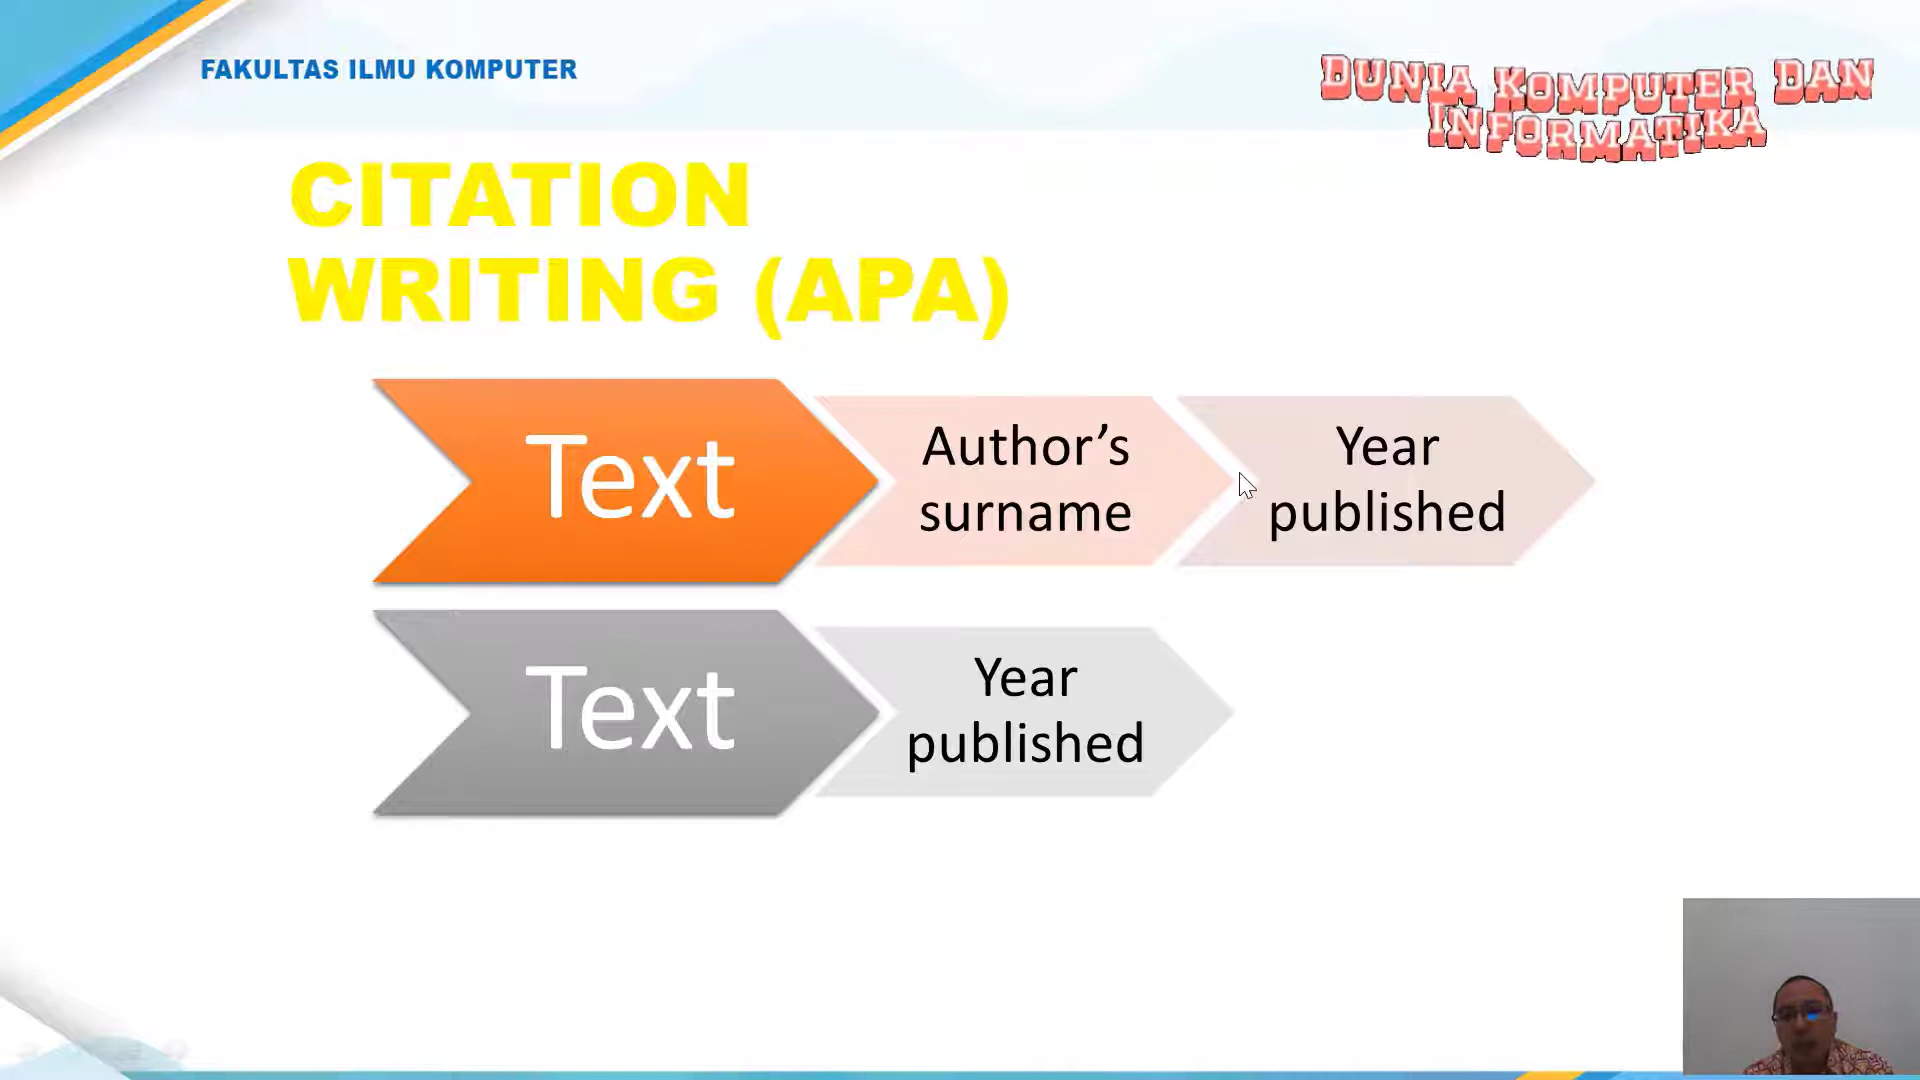 FAKULTAS ILMU KOMPUTER
DUNIA KOMPUTER DAN
INFORMATIKA
CITATION
WRITING (APA)
Text
Author’s
surname
Year
published
Text
Year
published